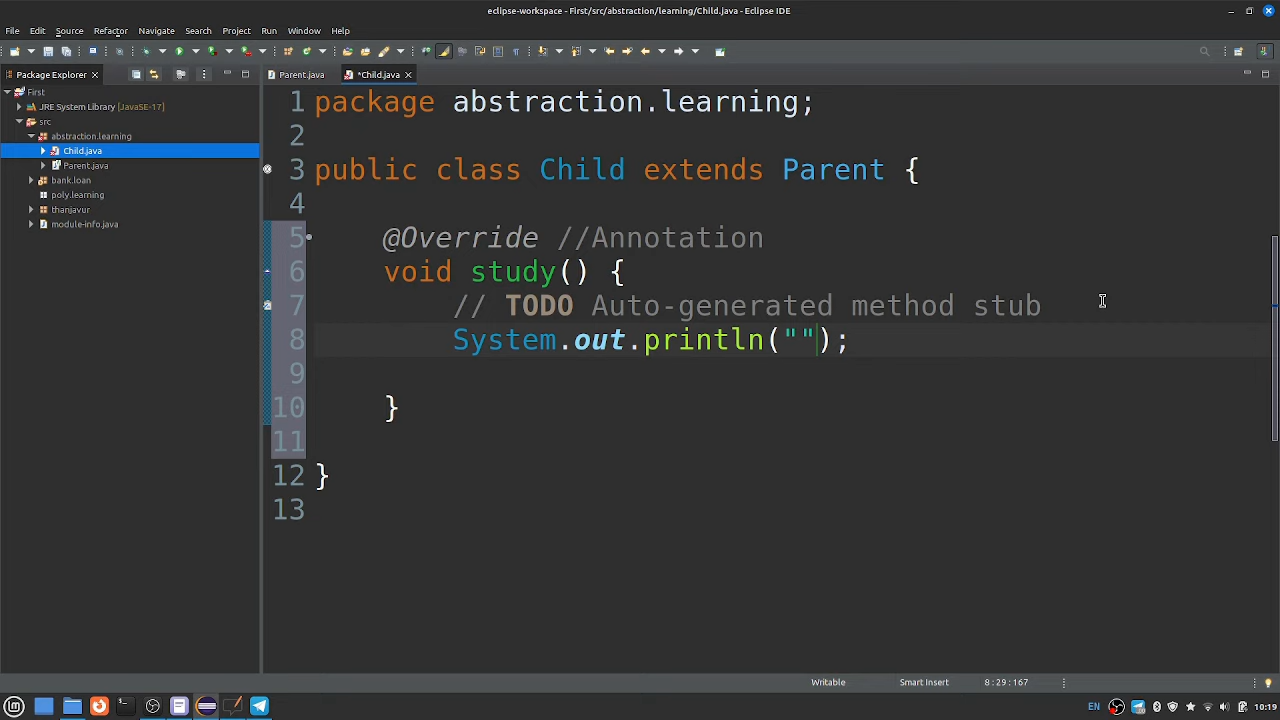 eclipse-workspace - First/src/abstraction/learning/Child.java - Eclipse IDE
File Edit Source Refactor Navigate Search Project Run Window Help
Package Explorer
Parent.java
*Child.java
First
JRE System Library [JavaSE-17]
src
abstraction.learning
Child.java
Parent.java
bank.loan
poly.learning
thanjavur
module-info.java
1 package abstraction.learning;
2
3 public class Child extends Parent {
4
5 @Override //Annotation
6 void study() {
7 // TODO Auto-generated method stub
8 System.out.println("");
9
10 }
11
12 }
13
Writable Smart Insert 8 : 29 : 167
EN 10:19